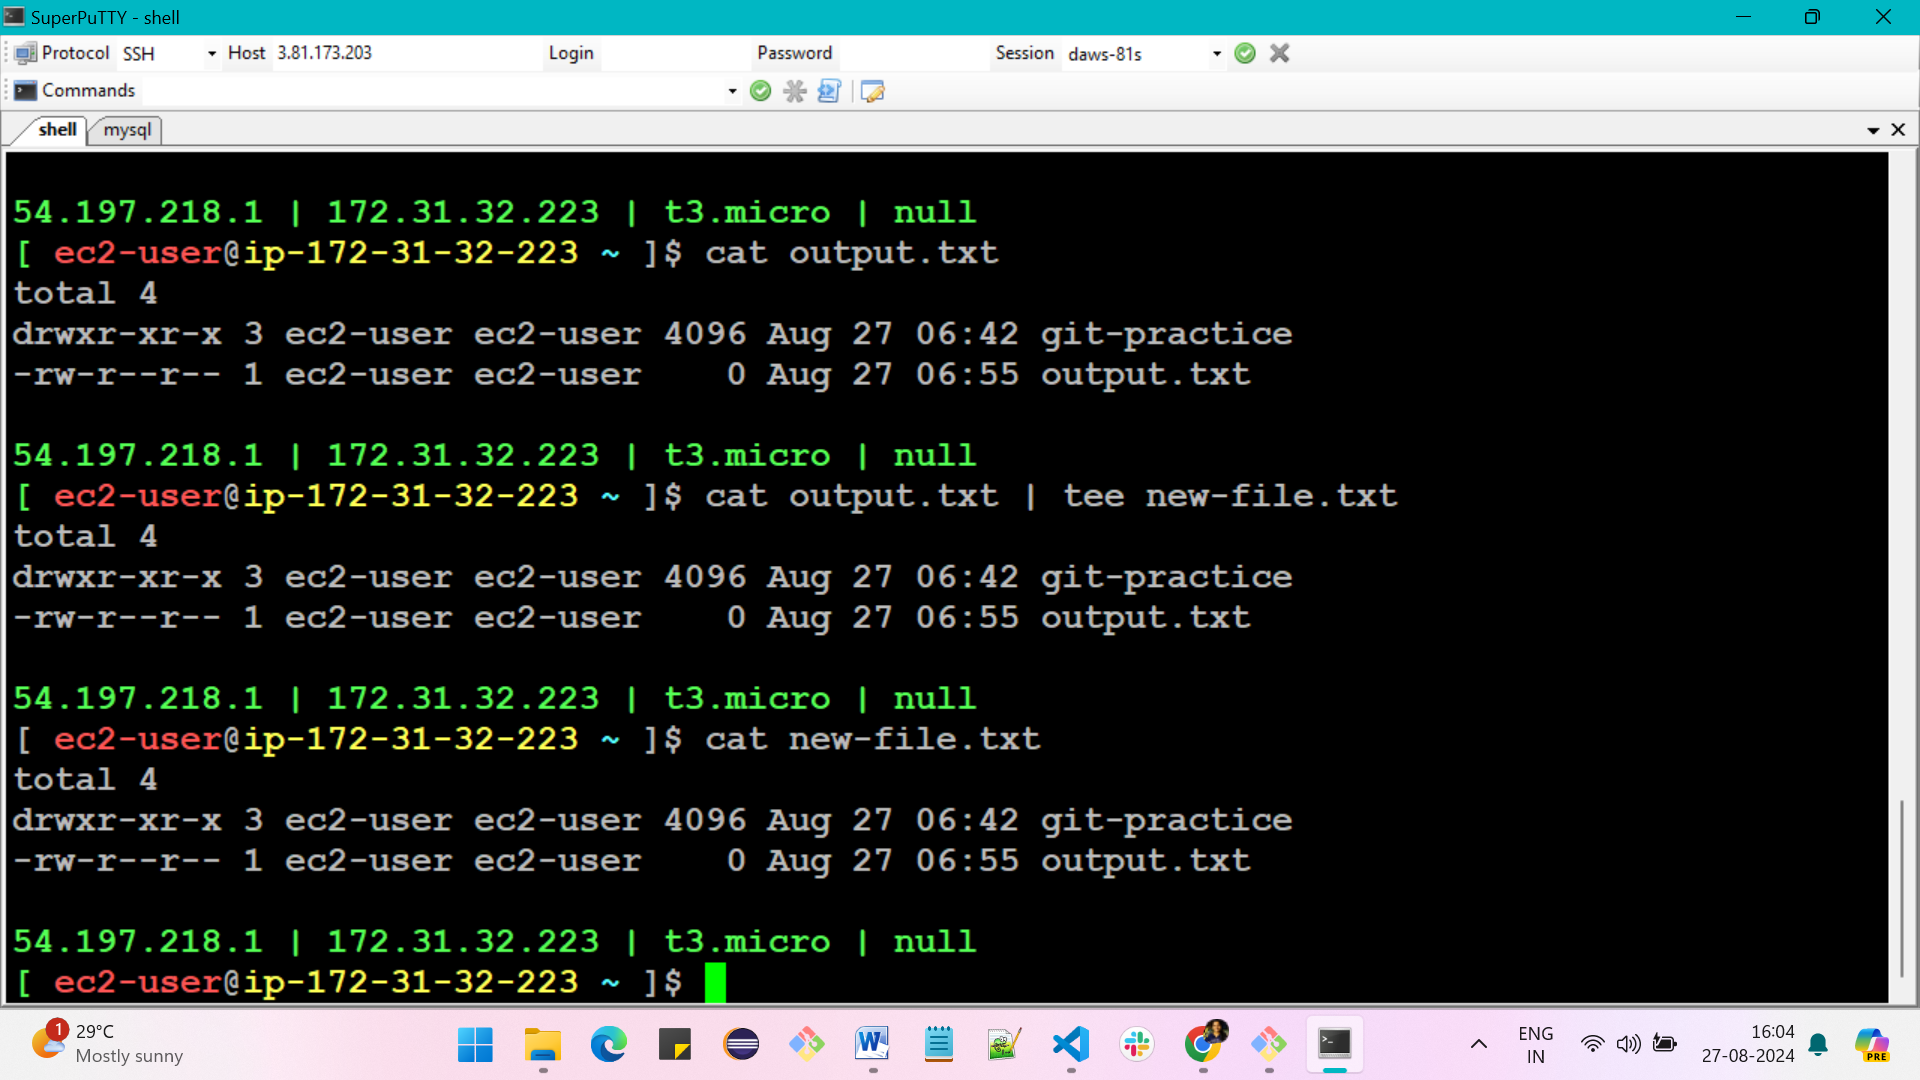 SuperPuTTY - shell
Protocol SSH Host 3.81.173.203 Login Password Session daws-81s
Commands
shell mysql
54.197.218.1 | 172.31.32.223 | t3.micro | null
[ ec2-user@ip-172-31-32-223 ~ ]$ cat output.txt
total 4
drwxr-xr-x 3 ec2-user ec2-user 4096 Aug 27 06:42 git-practice
-rw-r--r-- 1 ec2-user ec2-user    0 Aug 27 06:55 output.txt
54.197.218.1 | 172.31.32.223 | t3.micro | null
[ ec2-user@ip-172-31-32-223 ~ ]$ cat output.txt | tee new-file.txt
total 4
drwxr-xr-x 3 ec2-user ec2-user 4096 Aug 27 06:42 git-practice
-rw-r--r-- 1 ec2-user ec2-user    0 Aug 27 06:55 output.txt
54.197.218.1 | 172.31.32.223 | t3.micro | null
[ ec2-user@ip-172-31-32-223 ~ ]$ cat new-file.txt
total 4
drwxr-xr-x 3 ec2-user ec2-user 4096 Aug 27 06:42 git-practice
-rw-r--r-- 1 ec2-user ec2-user    0 Aug 27 06:55 output.txt
54.197.218.1 | 172.31.32.223 | t3.micro | null
[ ec2-user@ip-172-31-32-223 ~ ]$
1 29°C ENG 16:04
Mostly sunny IN 27-08-2024 PRE